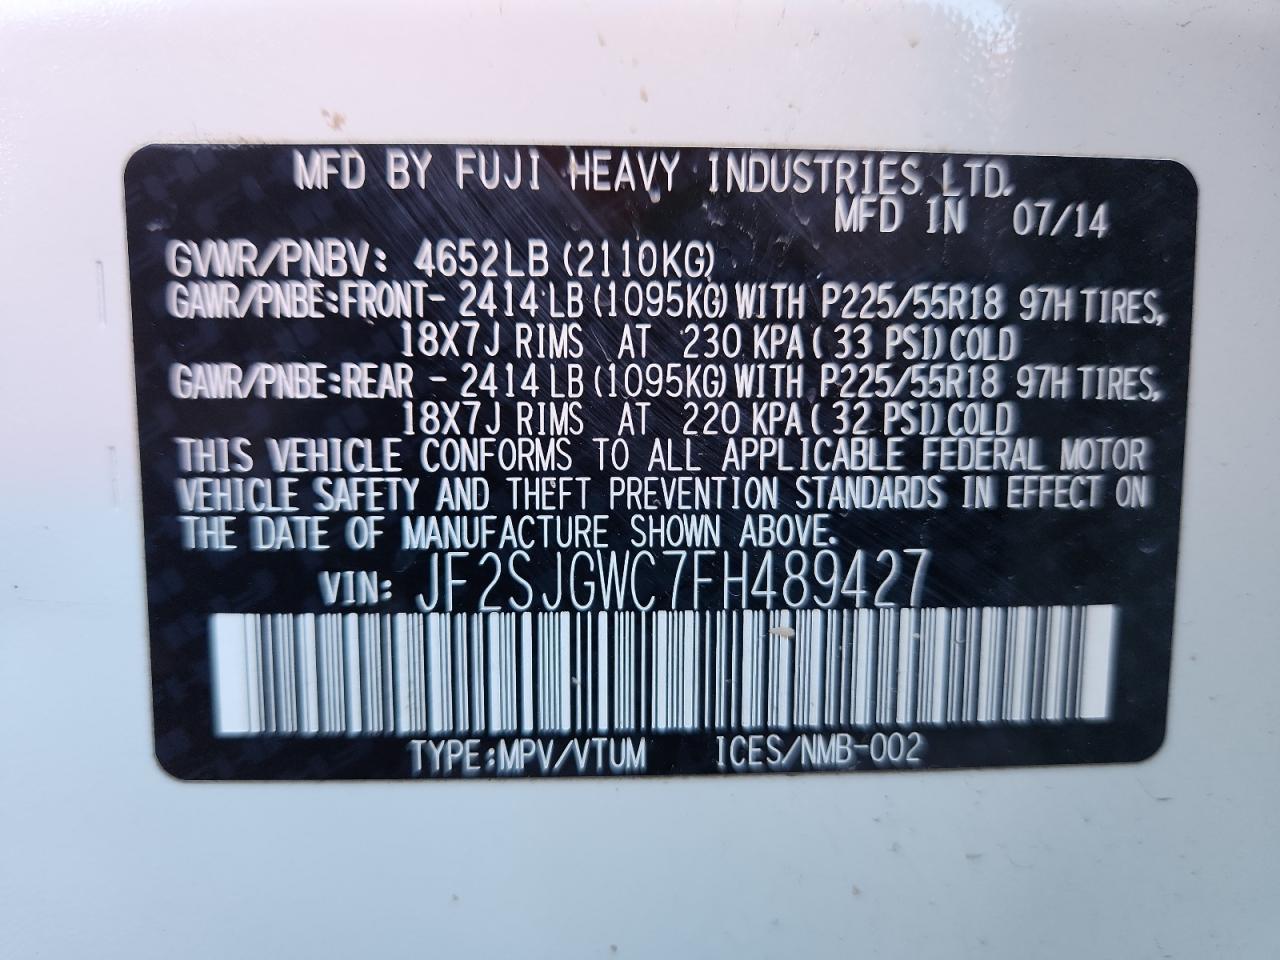 MFD BY FUJI HEAVY INDUSTRIES LTD.
MFD IN 07/14
GVWR/PNBV: 4652LB (2110KG)
GAWR/PNBE:FRONT- 2414 LB (1095KG) WITH P225/55R18 97H TIRES,
18X7J RIMS AT 230 KPA ( 33 PSI) COLD
GAWR/PNBE:REAR - 2414 LB (1095KG) WITH P225/55R18 97H TIRES,
18X7J RIMS AT 220 KPA ( 32 PSI) COLD
THIS VEHICLE CONFORMS TO ALL APPLICABLE FEDERAL MOTOR
VEHICLE SAFETY AND THEFT PREVENTION STANDARDS IN EFFECT ON
THE DATE OF MANUFACTURE SHOWN ABOVE.
VIN: JF2SJGWC7FH489427
TYPE:MPV/VTUM ICES/NMB-002